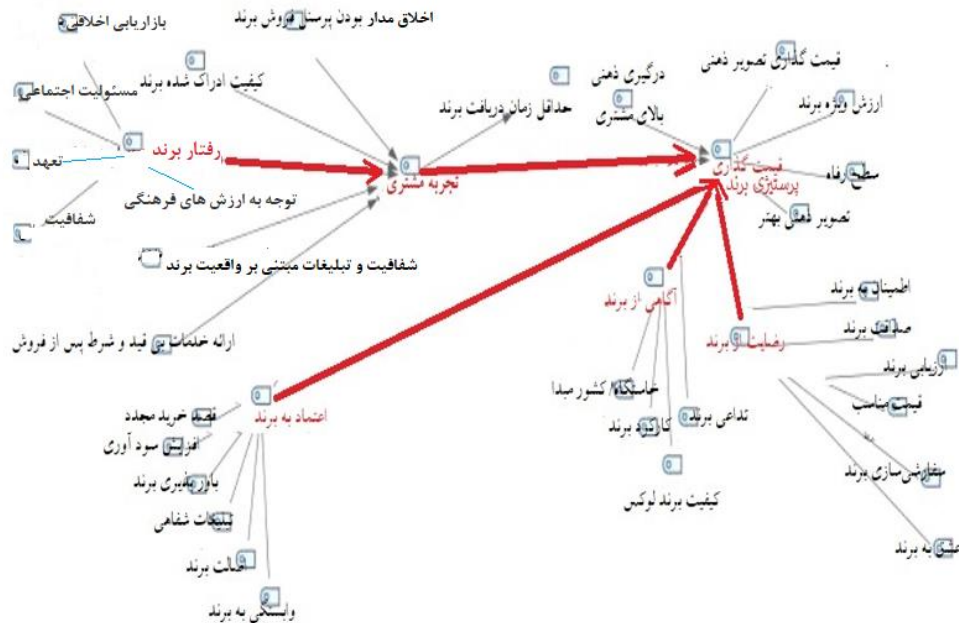 بازاریابی اخلاقی
اخلاق مدار بودن پرسنل فروش برند
مسئولیت اجتماعی
کیفیت ادراک شده برند
حداقل زمان دریافت برند
درگیری ذهنی
بالای مشتری
قیمت گذاری تصویر ذهنی
ارزش ویژه برند
تعهد
رفتار برند
تجربه مشتری
قیمت گذاری
پرستیژی برند
سطح رفاه
تصویر ذهنی بهتر
شفافیت
توجه به ارزش های فرهنگی
شفافیت و تبلیغات مبتنی بر واقعیت برند
ارائه خدمات بی قید و شرط پس از فروش
آگاهی از برند
اطمینان به برند
صداقت برند
رضایت از برند
ارزیابی برند
قیمت مناسب
سفارشی‌سازی برند
عشق به برند
خاستگاه/ کشور مبدا
کارکرد برند
تداعی برند
کیفیت برند لوکس
اعتماد به برند
قصد خرید مجدد
افزایش سود آوری
باور پذیری برند
تبلیغات شفاهی
اصالت برند
وابستگی به برند